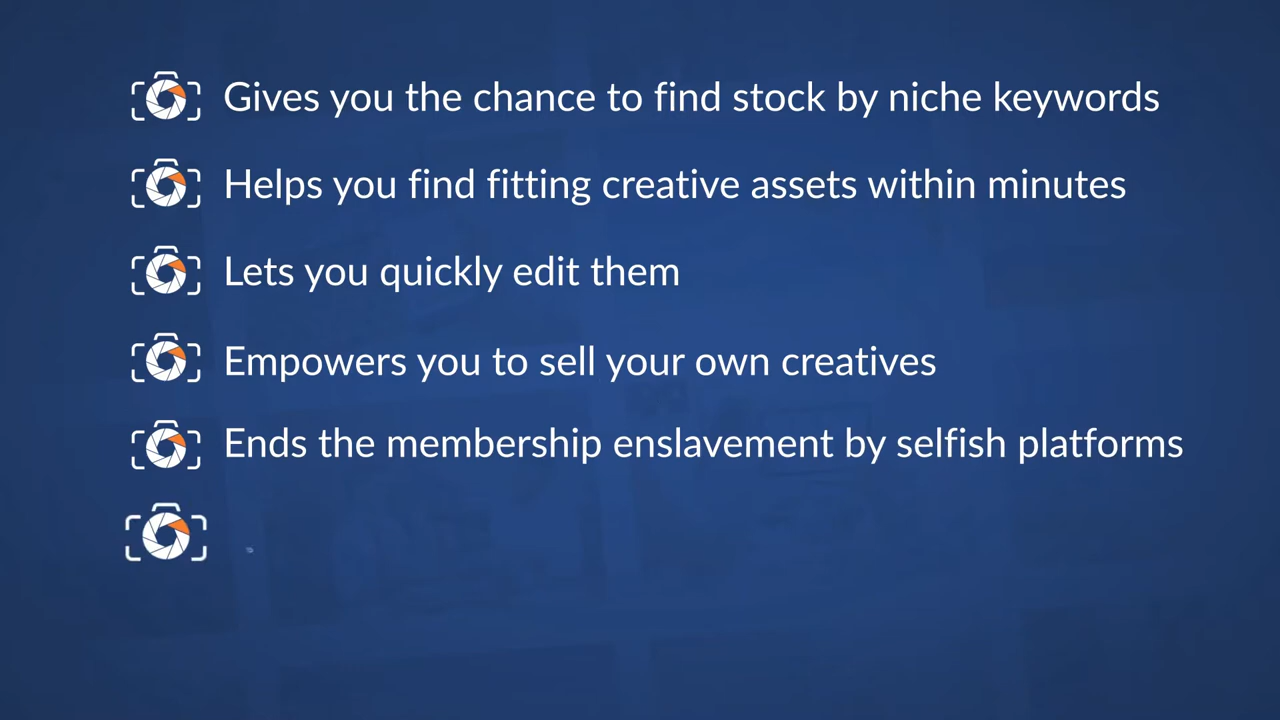 Gives you the chance to find stock by niche keywords
Helps you find fitting creative assets within minutes
Lets you quickly edit them
Empowers you to sell your own creatives
Ends the membership enslavement by selfish platforms